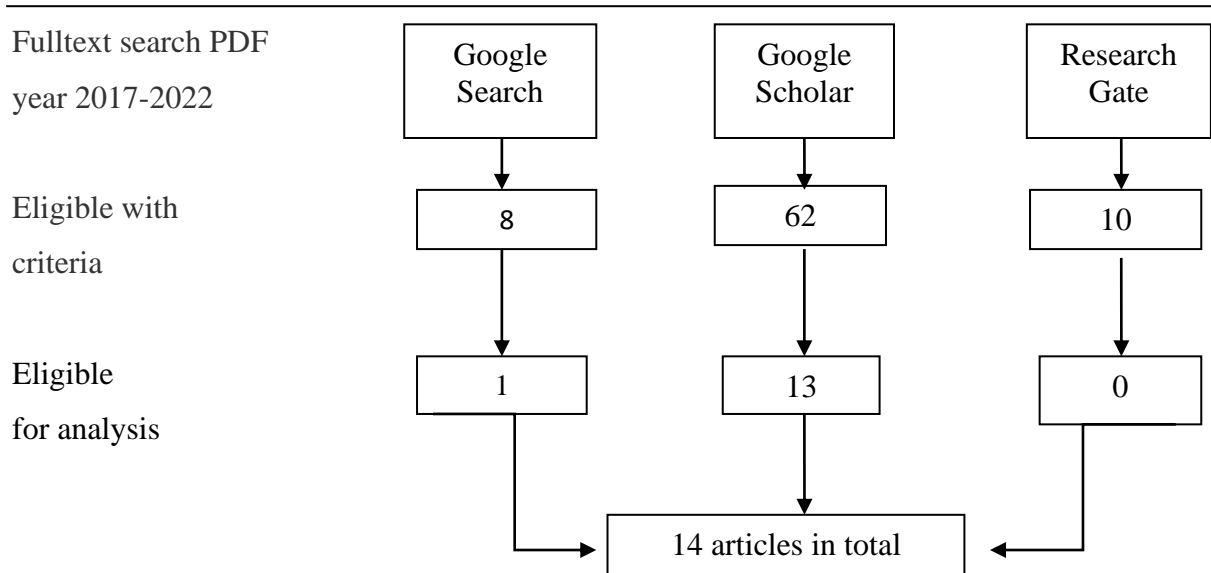 Fulltext search PDF
year 2017-2022
Google
Search
Google
Scholar
Research
Gate
Eligible with
criteria
8
62
10
Eligible
for analysis
1
13
0
14 articles in total